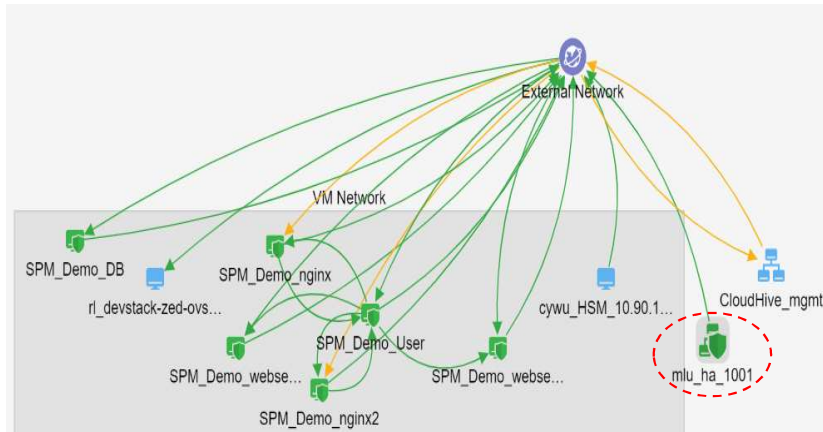 External Network
VM Network
SPM_Demo_DB
SPM_Demo_nginx
rl_devstack-zed-ovs...
cywu_HSM_10.90.1...
CloudHive_mgmt
SPM_Demo_User
SPM_Demo_webse...
SPM_Demo_webse...
mlu_ha_1001
SPM_Demo_nginx2